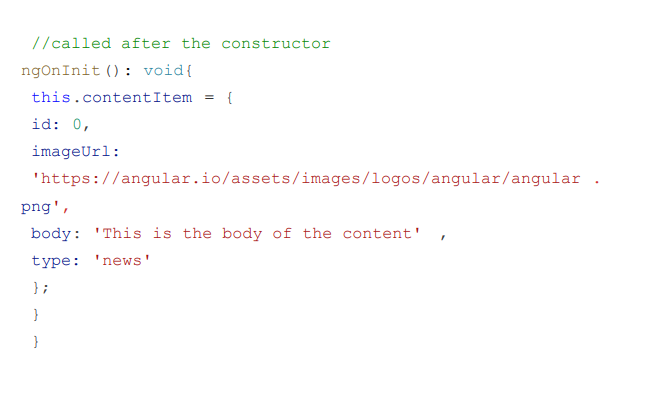 //called after the constructor
ngOnInit(): void{
this.contentItem = {
id: 0,
imageUrl:
'https://angular.io/assets/images/logos/angular/angular .
png',
body: 'This is the body of the content' ,
type: 'news'
};
}
}